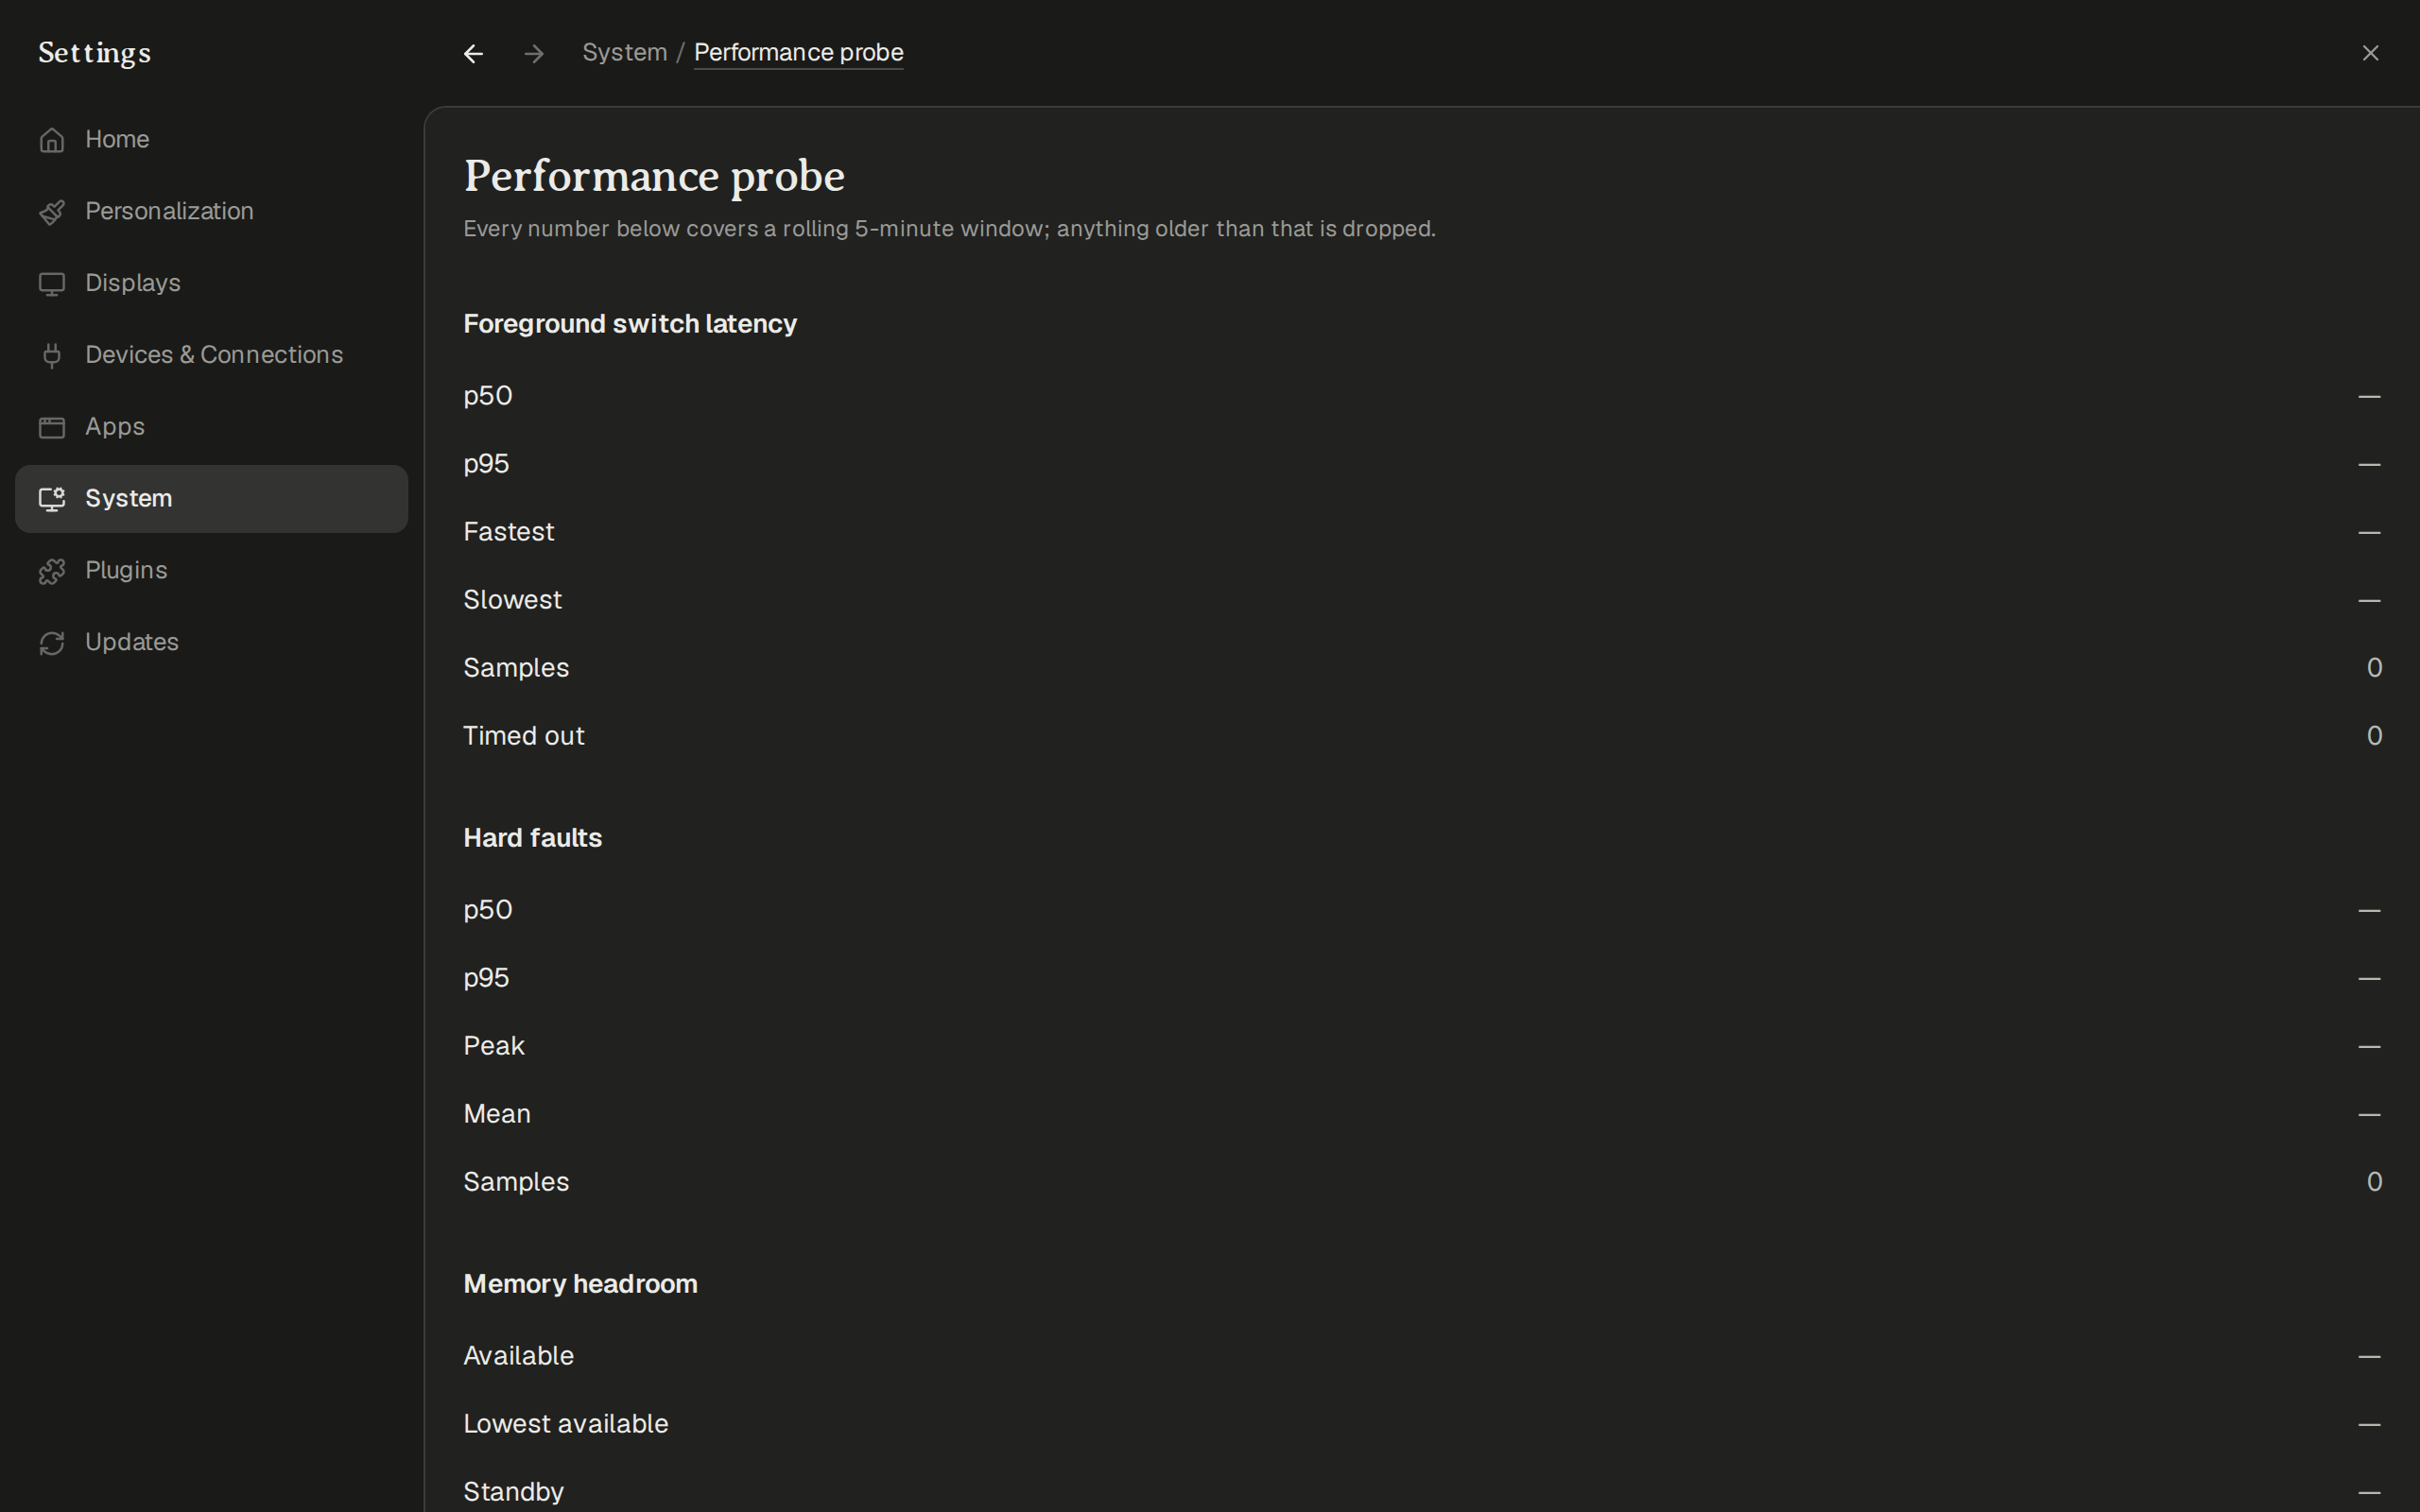 Settings
System / Performance probe
Home
Personalization
Displays
Devices & Connections
Apps
System
Plugins
Updates
Performance probe
Every number below covers a rolling 5-minute window; anything older than that is dropped.
Foreground switch latency
p50 —
p95 —
Fastest —
Slowest —
Samples 0
Timed out 0
Hard faults
p50 —
p95 —
Peak —
Mean —
Samples 0
Memory headroom
Available —
Lowest available —
Standby —